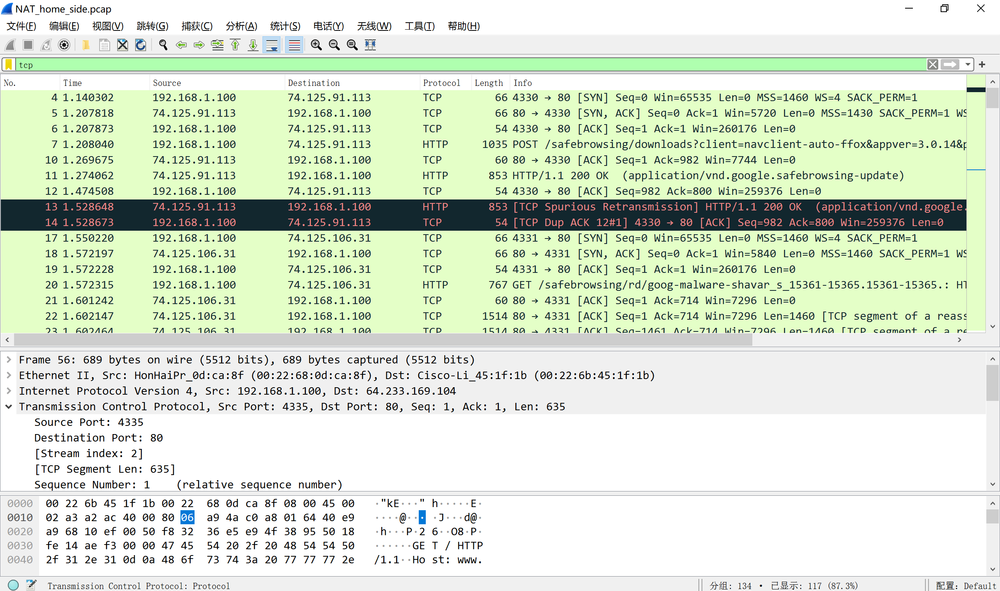 NAT_home_side.pcap
文件(F) 编辑(E) 视图(V) 跳转(G) 捕获(C) 分析(A) 统计(S) 电话(Y) 无线(W) 工具(T) 帮助(H)
tcp
No. Time Source Destination Protocol Length Info
4 1.140302 192.168.1.100 74.125.91.113 TCP 66 4330 → 80 [SYN] Seq=0 Win=65535 Len=0 MSS=1460 WS=4 SACK_PERM=1
5 1.207818 74.125.91.113 192.168.1.100 TCP 66 80 → 4330 [SYN, ACK] Seq=0 Ack=1 Win=5720 Len=0 MSS=1430 SACK_PERM=1 WS
6 1.207873 192.168.1.100 74.125.91.113 TCP 54 4330 → 80 [ACK] Seq=1 Ack=1 Win=260176 Len=0
7 1.208040 192.168.1.100 74.125.91.113 HTTP 1035 POST /safebrowsing/downloads?client=navclient-auto-ffox&appver=3.0.14&p
10 1.269675 74.125.91.113 192.168.1.100 TCP 60 80 → 4330 [ACK] Seq=1 Ack=982 Win=7744 Len=0
11 1.274062 74.125.91.113 192.168.1.100 HTTP 853 HTTP/1.1 200 OK (application/vnd.google.safebrowsing-update)
12 1.474508 192.168.1.100 74.125.91.113 TCP 54 4330 → 80 [ACK] Seq=982 Ack=800 Win=259376 Len=0
13 1.528648 74.125.91.113 192.168.1.100 HTTP 853 [TCP Spurious Retransmission] HTTP/1.1 200 OK (application/vnd.google.
14 1.528673 192.168.1.100 74.125.91.113 TCP 54 [TCP Dup ACK 12#1] 4330 → 80 [ACK] Seq=982 Ack=800 Win=259376 Len=0
17 1.550220 192.168.1.100 74.125.106.31 TCP 66 4331 → 80 [SYN] Seq=0 Win=65535 Len=0 MSS=1460 WS=4 SACK_PERM=1
18 1.572197 74.125.106.31 192.168.1.100 TCP 66 80 → 4331 [SYN, ACK] Seq=0 Ack=1 Win=5840 Len=0 MSS=1460 SACK_PERM=1 WS
19 1.572228 192.168.1.100 74.125.106.31 TCP 54 4331 → 80 [ACK] Seq=1 Ack=1 Win=260176 Len=0
20 1.572315 192.168.1.100 74.125.106.31 HTTP 767 GET /safebrowsing/rd/goog-malware-shavar_s_15361-15365.15361-15365.: HT
21 1.601242 74.125.106.31 192.168.1.100 TCP 60 80 → 4331 [ACK] Seq=1 Ack=714 Win=7296 Len=0
22 1.602147 74.125.106.31 192.168.1.100 TCP 1514 80 → 4331 [ACK] Seq=1 Ack=714 Win=7296 Len=1460 [TCP segment of a reass
23 1.602464 74.125.106.31 192.168.1.100 TCP 1514 80 → 4331 [ACK] Seq=1461 Ack=714 Win=7296 Len=1460 [TCP segment of a re
Frame 56: 689 bytes on wire (5512 bits), 689 bytes captured (5512 bits)
Ethernet II, Src: HonHaiPr_0d:ca:8f (00:22:68:0d:ca:8f), Dst: Cisco-Li_45:1f:1b (00:22:6b:45:1f:1b)
Internet Protocol Version 4, Src: 192.168.1.100, Dst: 64.233.169.104
Transmission Control Protocol, Src Port: 4335, Dst Port: 80, Seq: 1, Ack: 1, Len: 635
Source Port: 4335
Destination Port: 80
[Stream index: 2]
[TCP Segment Len: 635]
Sequence Number: 1 (relative sequence number)
0000 00 22 6b 45 1f 1b 00 22 68 0d ca 8f 08 00 45 00 ·"kE···" h·····E·
0010 02 a3 a2 ac 40 00 80 06 a9 4a c0 a8 01 64 40 e9 ····@··· ·J···d@·
0020 a9 68 10 ef 00 50 f8 32 36 e5 e9 4f 38 95 50 18 ·h···P·2 6··O8·P·
0030 fe 14 ae f3 00 00 47 45 54 20 2f 20 48 54 54 50 ······GE T / HTTP
0040 2f 31 2e 31 0d 0a 48 6f 73 74 3a 20 77 77 77 2e /1.1··Ho st: www.
Transmission Control Protocol: Protocol 分组: 134 · 已显示: 117 (87.3%) 配置: Default